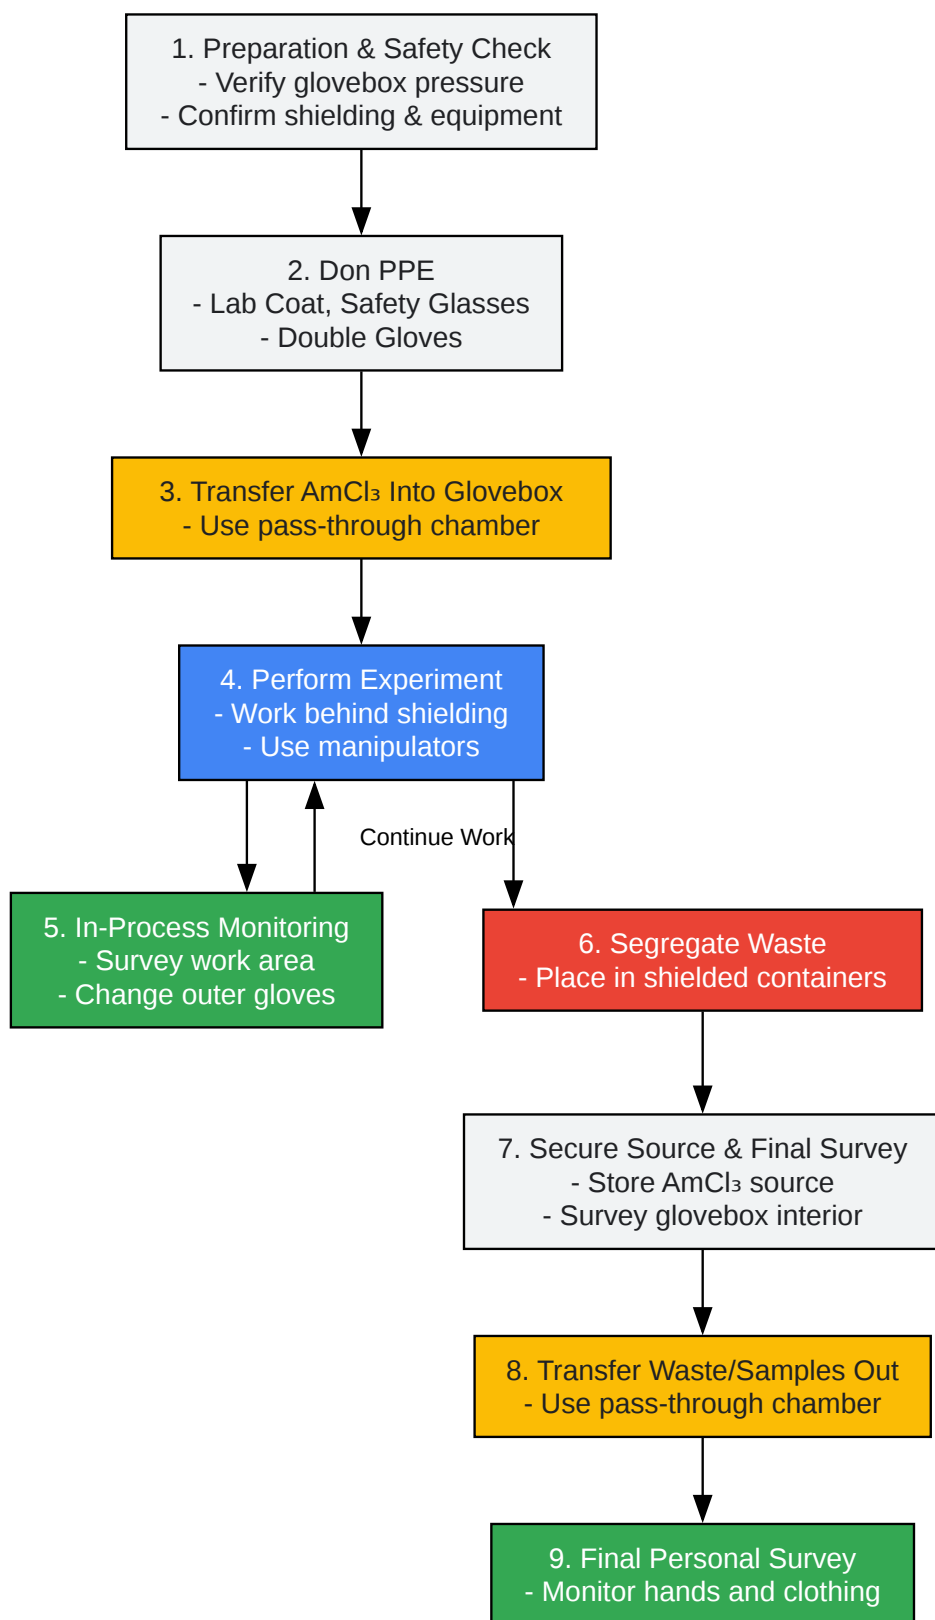 1. Preparation & Safety Check
- Verify glovebox pressure
- Confirm shielding & equipment
2. Don PPE
- Lab Coat, Safety Glasses
- Double Gloves
3. Transfer AmCl₃ Into Glovebox
- Use pass-through chamber
4. Perform Experiment
- Work behind shielding
- Use manipulators
Continue Work
5. In-Process Monitoring
- Survey work area
- Change outer gloves
6. Segregate Waste
- Place in shielded containers
7. Secure Source & Final Survey
- Store AmCl₃ source
- Survey glovebox interior
8. Transfer Waste/Samples Out
- Use pass-through chamber
9. Final Personal Survey
- Monitor hands and clothing